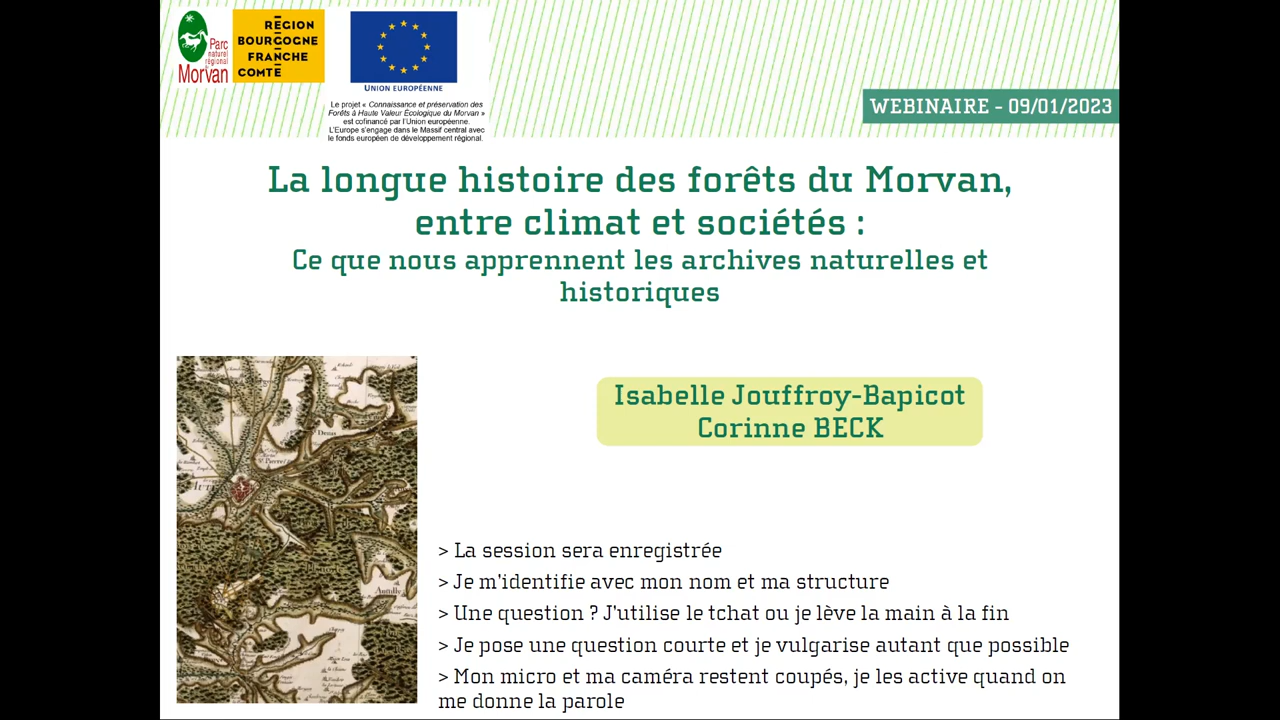 Parc
naturel
régional
Morvan
RÉGION
BOURGOGNE
FRANCHE
COMTÉ
UNION EUROPÉENNE
Le projet « Connaissance et préservation des
Forêts à Haute Valeur Écologique du Morvan »
est cofinancé par l'Union européenne.
L'Europe s'engage dans le Massif central avec
le fonds européen de développement régional.
WEBINAIRE - 09/01/2023
La longue histoire des forêts du Morvan,
entre climat et sociétés :
Ce que nous apprennent les archives naturelles et
historiques
Isabelle Jouffroy-Bapicot
Corinne BECK
> La session sera enregistrée
> Je m'identifie avec mon nom et ma structure
> Une question ? J'utilise le tchat ou je lève la main à la fin
> Je pose une question courte et je vulgarise autant que possible
> Mon micro et ma caméra restent coupés, je les active quand on
me donne la parole